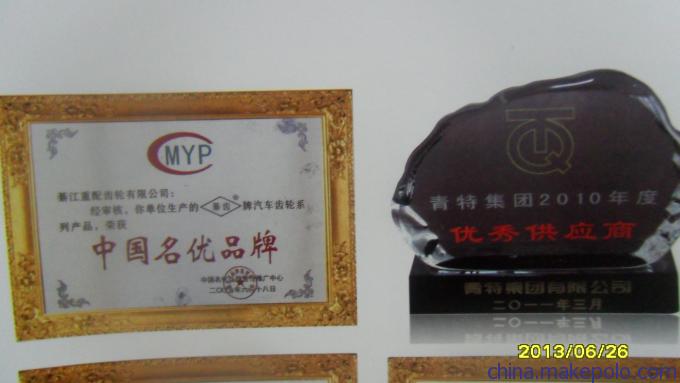 CMYP
綦江重配齿轮有限公司:
经审核,你单位生产的 綦齿 ® 牌汽车齿轮系
列产品,荣获
中国名优品牌
青特集团2010年度
优秀供应商
青特集团有限公司
二〇一一年三月
2013/06/26
china.makepolo.com